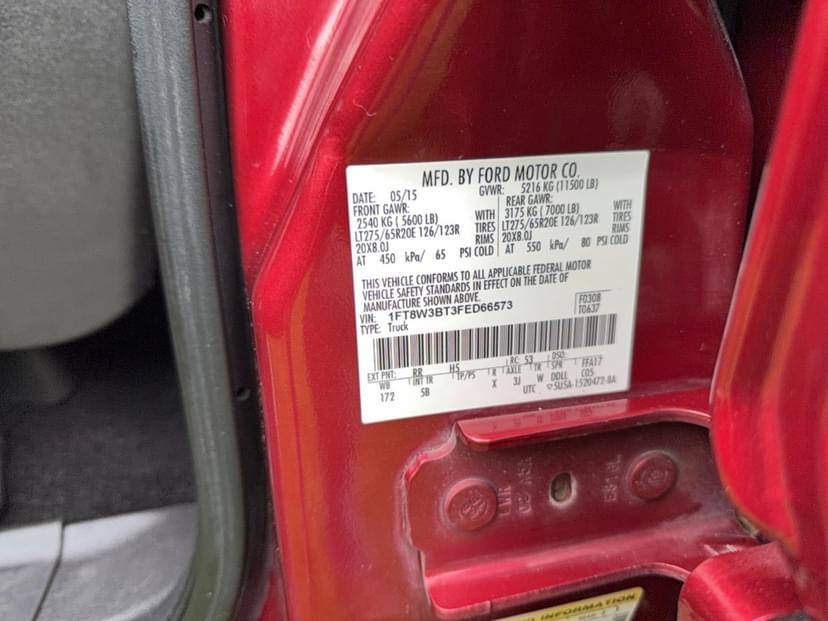 MFD. BY FORD MOTOR CO.
DATE: 05/15 GVWR: 5216 KG (11500 LB)
FRONT GAWR: REAR GAWR:
2540 KG ( 5600 LB) WITH 3175 KG ( 7000 LB) WITH
LT275/65R20E 126/123R TIRES LT275/65R20E 126/123R TIRES
20X8.0J RIMS 20X8.0J RIMS
AT 450 kPa/ 65 PSI COLD AT 550 kPa/ 80 PSI COLD
THIS VEHICLE CONFORMS TO ALL APPLICABLE FEDERAL MOTOR
VEHICLE SAFETY STANDARDS IN EFFECT ON THE DATE OF
MANUFACTURE SHOWN ABOVE.
VIN: 1FT8W3BT3FED66573 F0308
TYPE: Truck T0637
EXT PNT: RR H5 RC: 53 DSO: FFA17
WB INT TR TP/PS R AXLE TR SPR
172 5B X 3J W DDLL C05
UTC ▽5USA-1520472-BA
INFORMATION